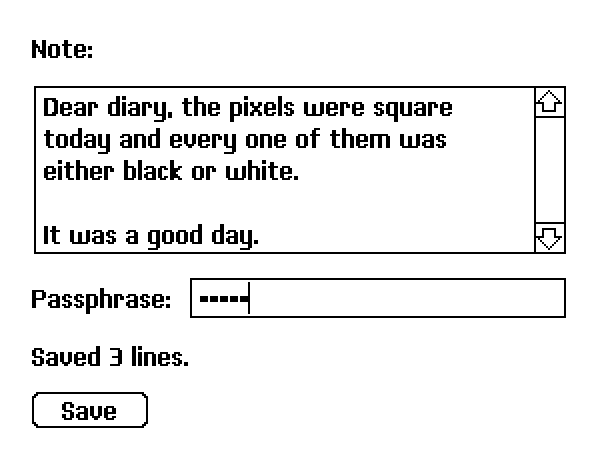 Note:
Dear diary, the pixels were square
today and every one of them was
either black or white.
It was a good day.
Passphrase: •••••
Saved 3 lines.
Save